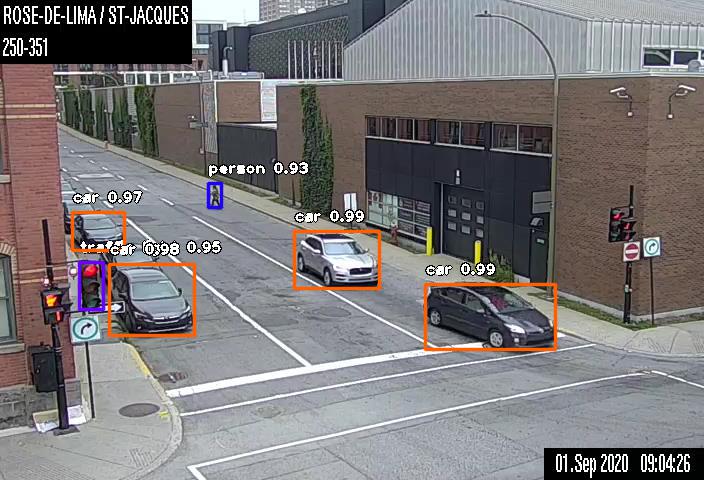 ROSE-DE-LIMA / ST-JACQUES
250-351
person 0.93
car 0.97
car 0.99
car 0.98
0.95
car 0.99
01.Sep 2020 09:04:26